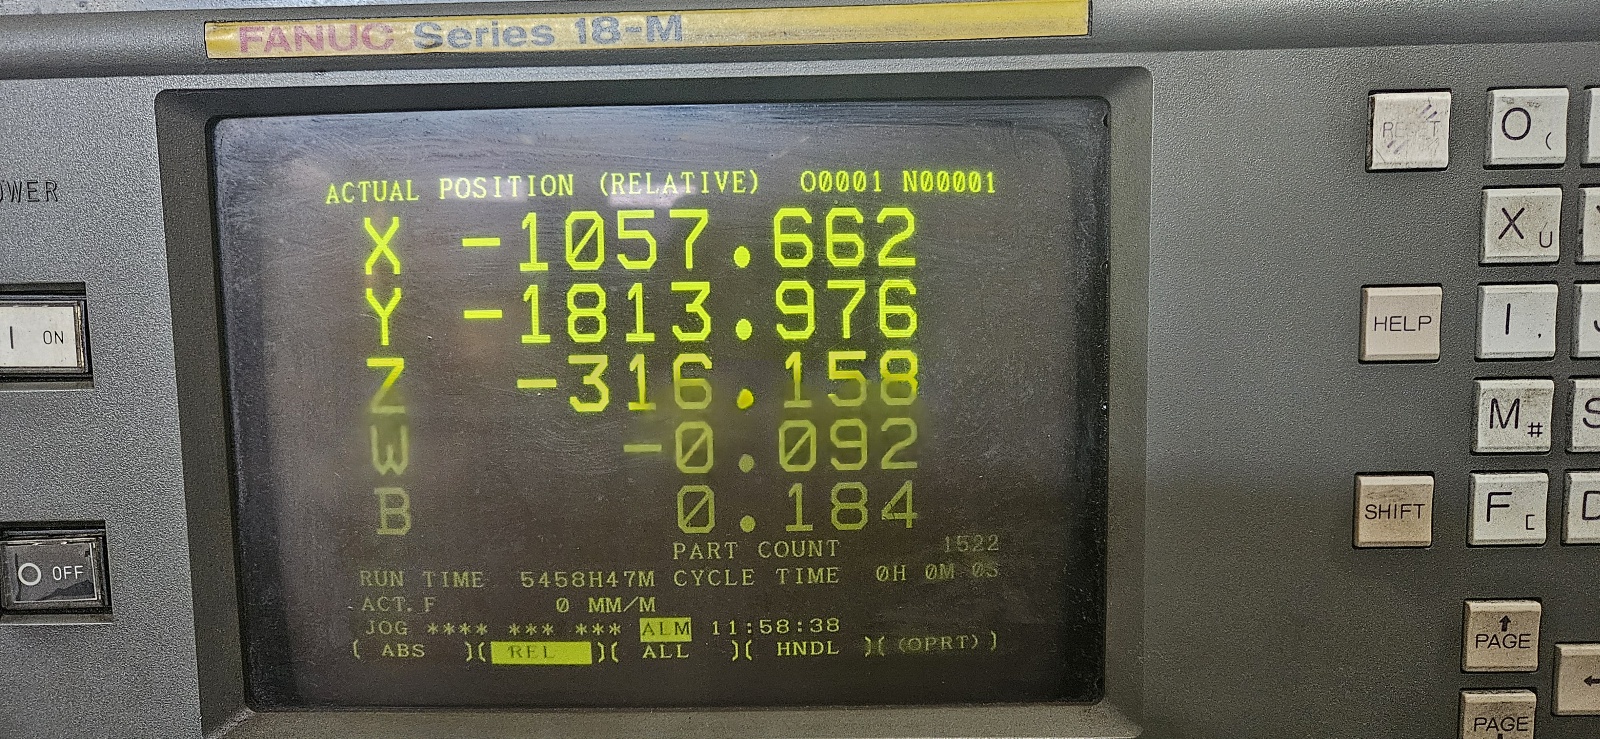 FANUC Series 18-M
ACTUAL POSITION (RELATIVE) O0001 N00001
X -1057.662
Y -1813.976
Z -316.158
W -0.092
B 0.184
PART COUNT 1522
RUN TIME 5458H47M CYCLE TIME 0H 0M 0S
ACT.F 0 MM/M
JOG **** *** *** ALM 11:58:38
( ABS )( REL )( ALL )( HNDL )( (OPRT) )
OWER
I ON
O OFF
RESET
O (
X U
HELP
I ,
M #
SHIFT
F [
PAGE
PAGE